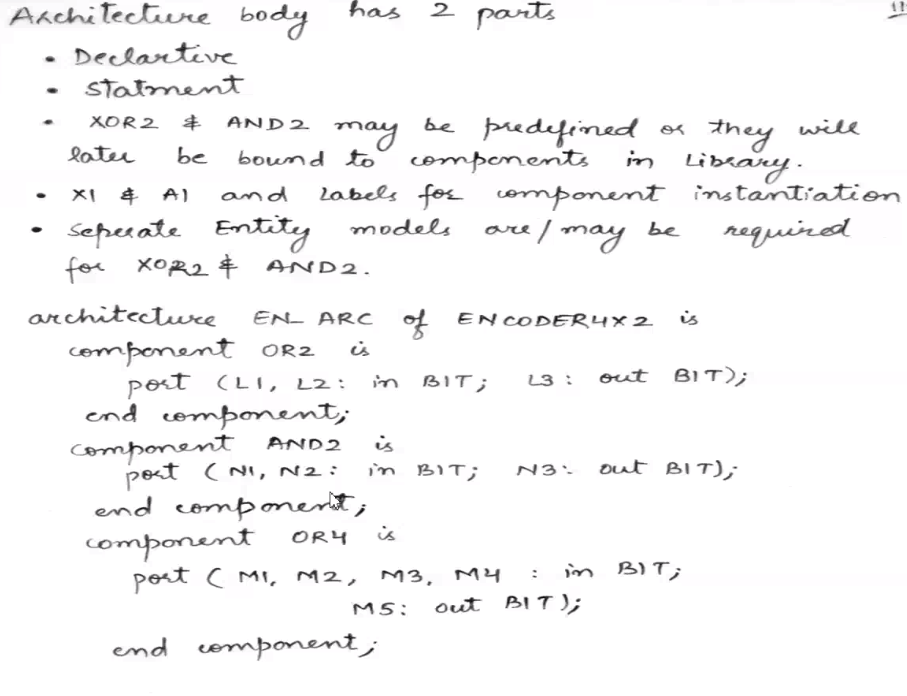 Architecture body has 2 parts 11
• Declartive
• Statment
• XOR2 & AND2 may be predefined or they will
later be bound to components in Library.
• X1 & A1 and Labels for component instantiation
• Seperate Entity models are/may be required
for XOR2 & AND2.
architecture EN_ARC of ENCODER4X2 is
component OR2 is
port (L1, L2: in BIT; L3: out BIT);
end component;
component AND2 is
port (N1, N2: in BIT; N3: out BIT);
end component;
component OR4 is
port (M1, M2, M3, M4 : in BIT;
M5: out BIT);
end component;